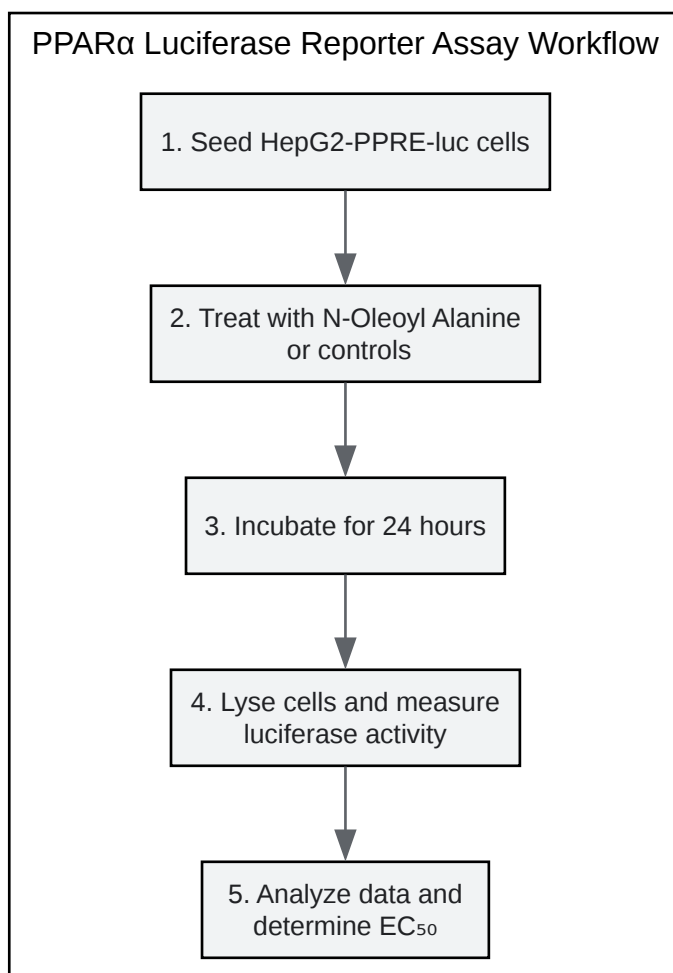 PPARα Luciferase Reporter Assay Workflow
1. Seed HepG2-PPRE-luc cells
2. Treat with N-Oleoyl Alanine
or controls
3. Incubate for 24 hours
4. Lyse cells and measure
luciferase activity
5. Analyze data and
determine EC₅₀